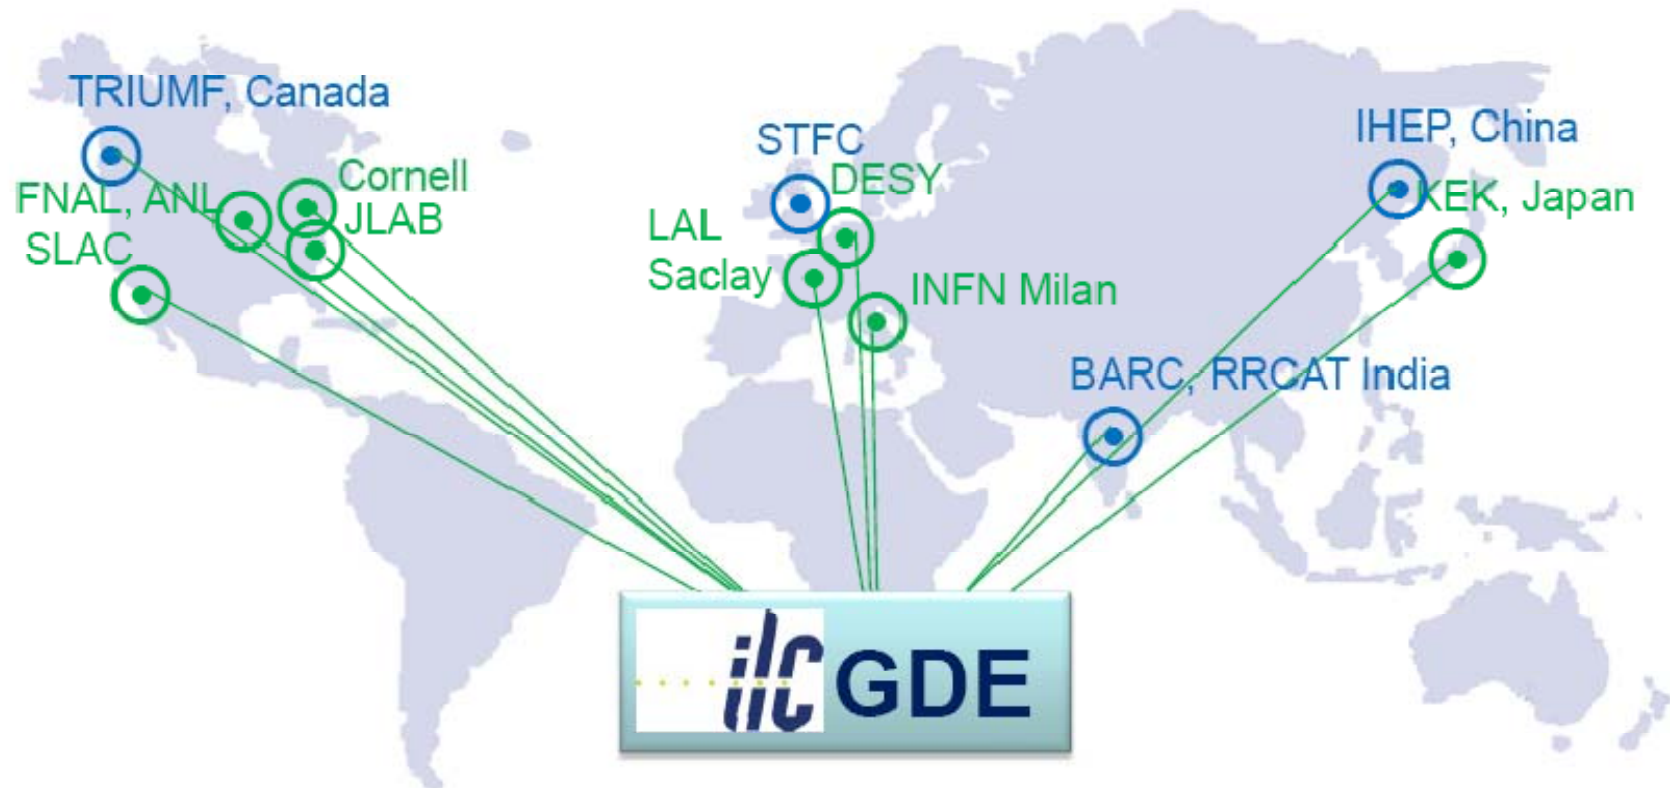 TRIUMF, Canada
FNAL, ANL
SLAC
Cornell
JLAB
STFC
DESY
LAL
Saclay
INFN Milan
IHEP, China
KEK, Japan
BARC, RRCAT India
ilc GDE